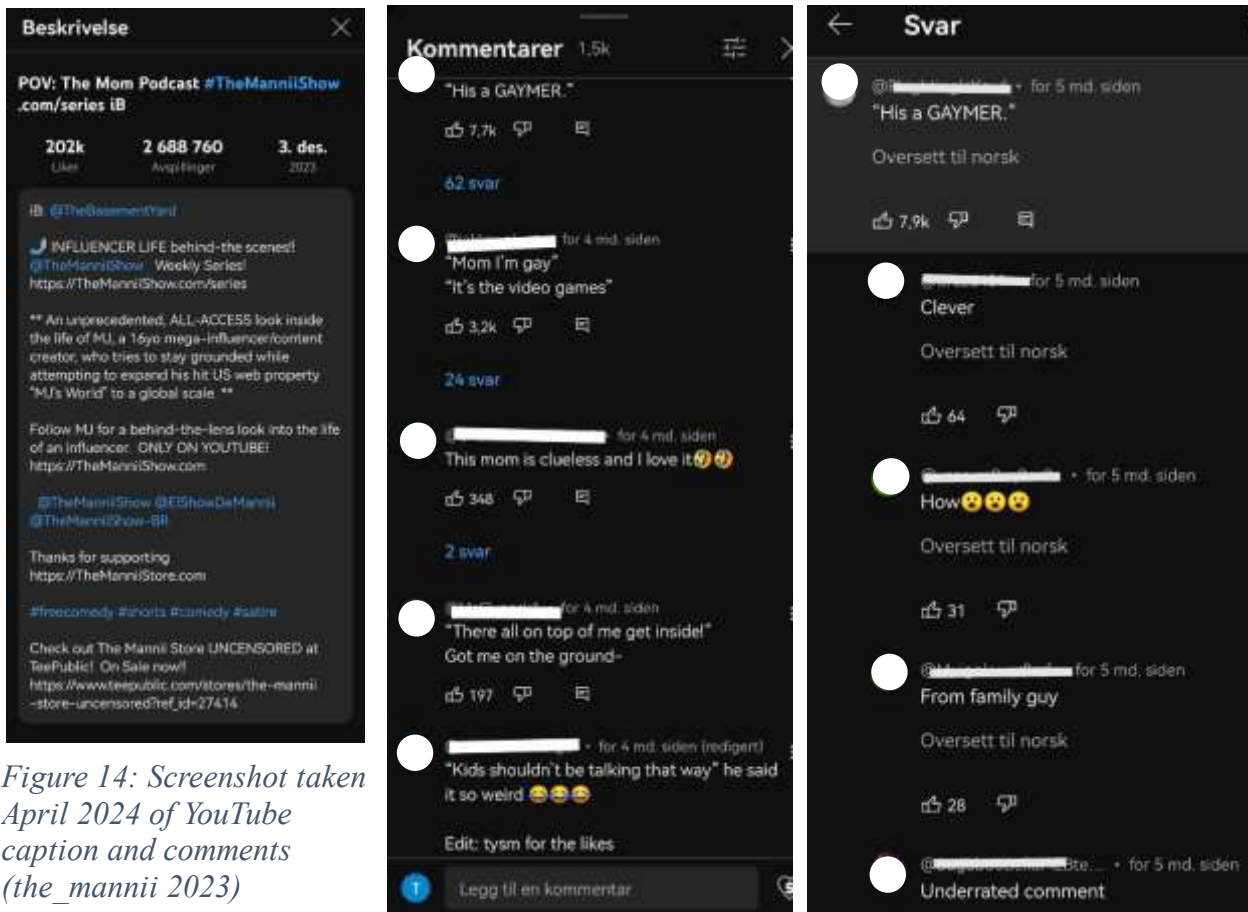 Beskrivelse
POV: The Mom Podcast #TheManniiShow
.com/series iB
202k
2 688 760
3. des.
Liker
Avspillinger
2023
iB: @TheBasementYard
INFLUENCER LIFE behind-the scenes!!
@TheManniiShow Weekly Series!
https://TheManniiShow.com/series
** An unprecedented, ALL-ACCESS look inside
the life of MJ, a 16yo mega-influencer/content
creator, who tries to stay grounded while
attempting to expand his hit US web property
"MJ's World" to a global scale. **
Follow MJ for a behind-the-lens look into the life
of an influencer. ONLY ON YOUTUBE!
https://TheManniiShow.com
@TheManniiShow @ElShowDeMannii
@TheManniiShow-BR
Thanks for supporting
https://TheManniiStore.com
#freecomedy #shorts #comedy #satire
Check out The Mannii Store UNCENSORED at
TeePublic! On Sale now!!
https://www.teepublic.com/stores/the-mannii
-store-uncensored?ref_id=27414
Figure 14: Screenshot taken
April 2024 of YouTube
caption and comments
(the_mannii 2023)
Kommentarer 1,5k
"His a GAYMER."
7,7k
62 svar
for 4 md. siden
"Mom I'm gay"
"It's the video games"
3,2k
24 svar
for 4 md. siden
This mom is clueless and I love it🤣🤣
348
2 svar
for 4 md. siden
"There all on top of me get inside!"
Got me on the ground-
197
for 4 md. siden (redigert)
"Kids shouldn't be talking that way" he said
it so weird 😂😂😂
Edit: tysm for the likes
T
Legg til en kommentar
Svar
for 5 md. siden
"His a GAYMER."
Oversett til norsk
7,9k
for 5 md. siden
Clever
Oversett til norsk
64
for 5 md. siden
How😮😮😮
Oversett til norsk
31
for 5 md. siden
From family guy
Oversett til norsk
28
for 5 md. siden
Underrated comment